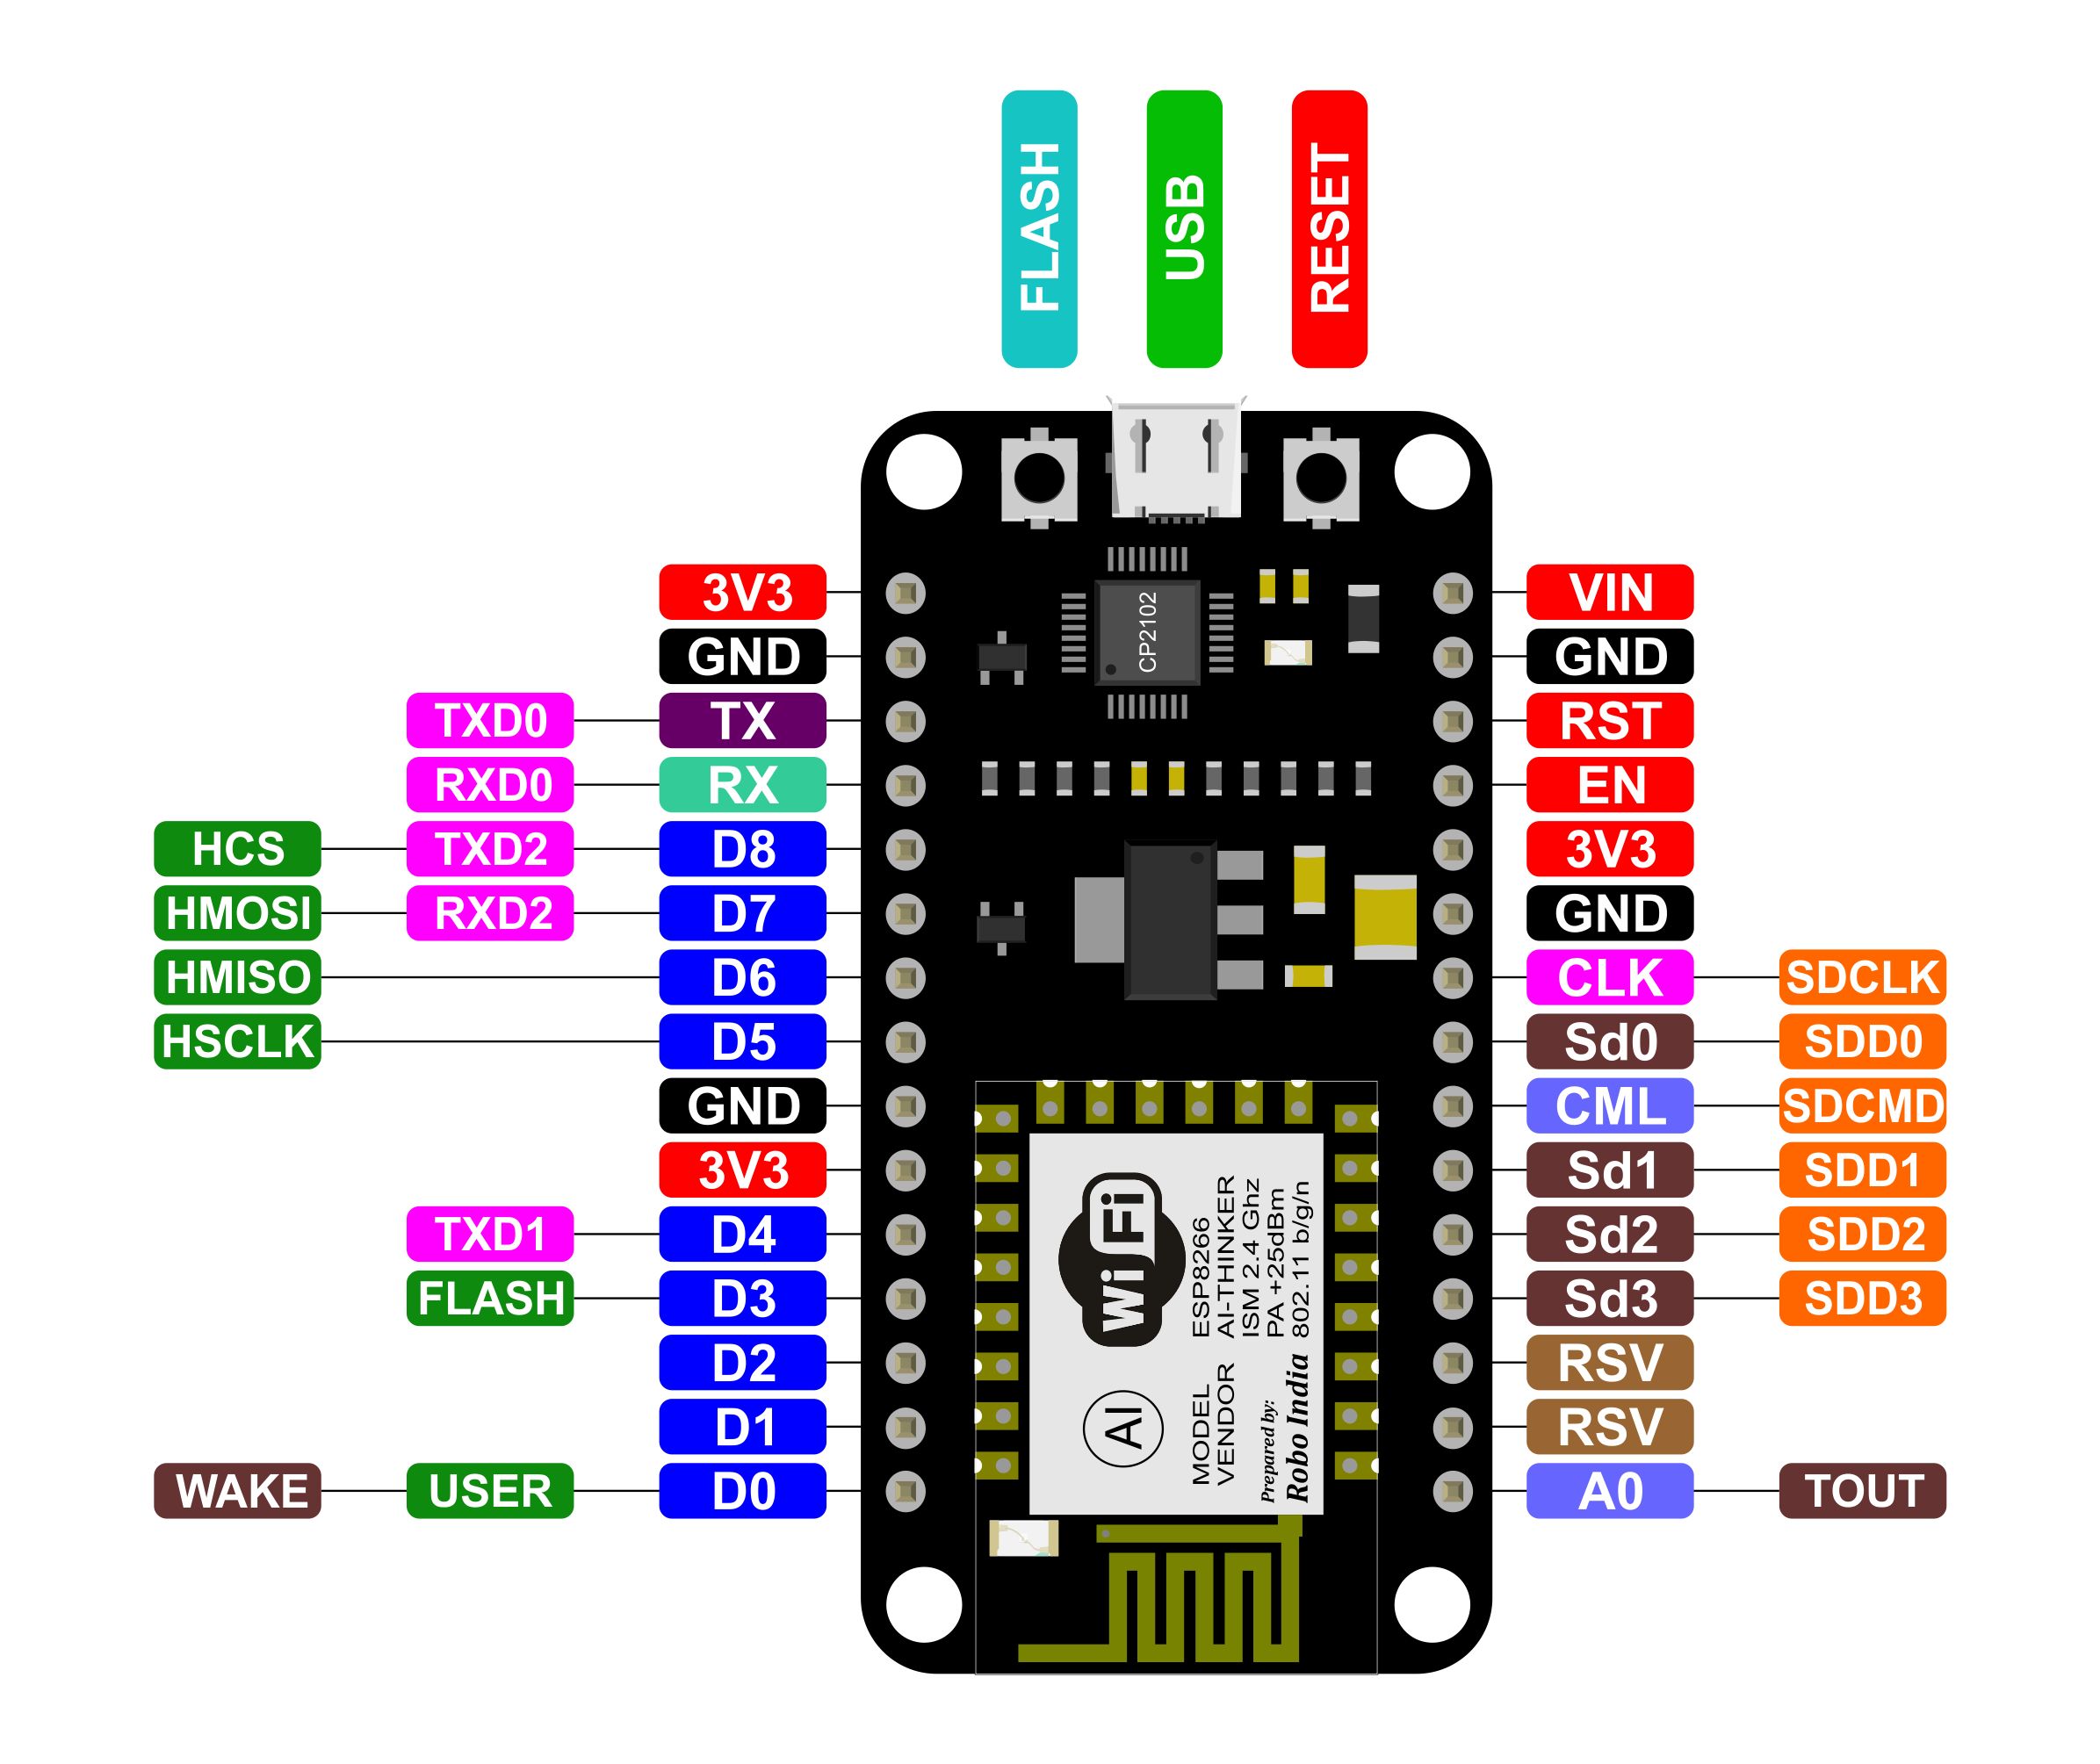 FLASH
USB
RESET
3V3
VIN
GND
GND
TXD0 TX
RST
RXD0 RX
EN
HCS TXD2 D8
3V3
HMOSI RXD2 D7
GND
HMISO D6
CLK SDCLK
HSCLK D5
Sd0 SDD0
GND
CML SDCMD
3V3
Sd1 SDD1
TXD1 D4
Sd2 SDD2
FLASH D3
Sd3 SDD3
D2
RSV
D1
RSV
WAKE USER D0
A0 TOUT
CP2102
Wi Fi
AI
MODEL ESP8266
VENDOR AI-THINKER
ISM 2.4 Ghz
PA +25dBm
802.11 b/g/n
Prepared by:
Robo India